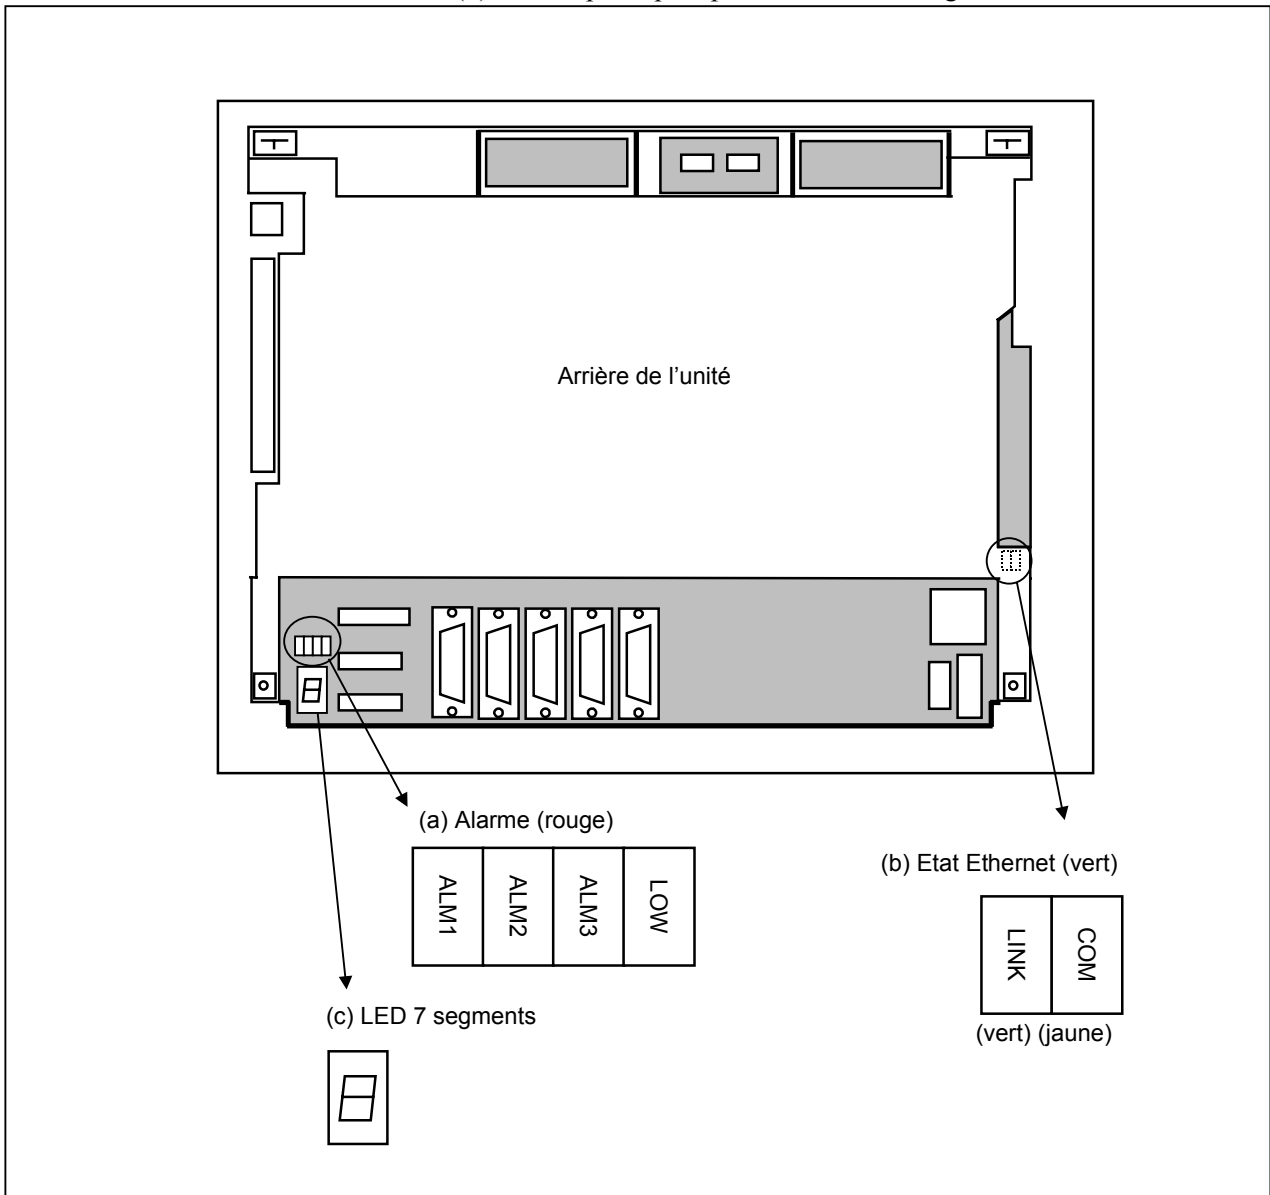 Arrière de l’unité
(a) Alarme (rouge)
ALM1
ALM2
ALM3
LOW
(b) Etat Ethernet (vert)
LINK
COM
(vert) (jaune)
(c) LED 7 segments